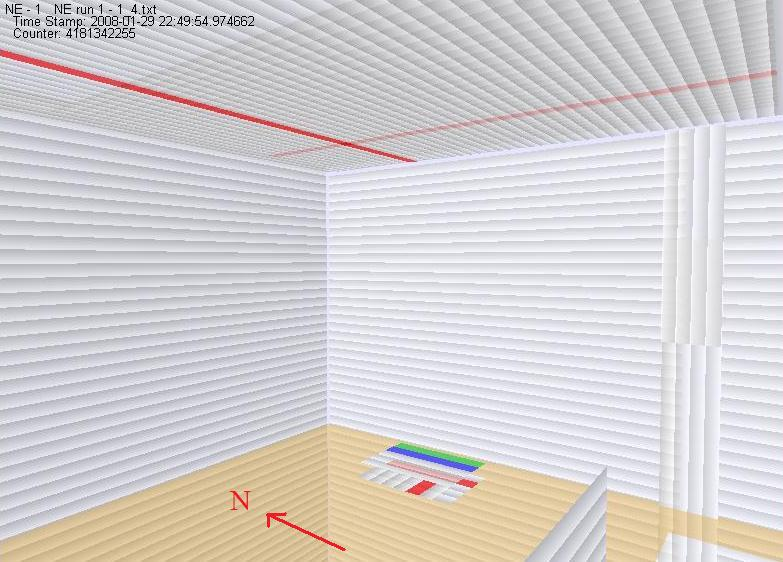 NE - 1   NE run 1 - 1_4.txt
Time Stamp: 2008-01-29 22:49:54.974662
Counter: 4181342255
N